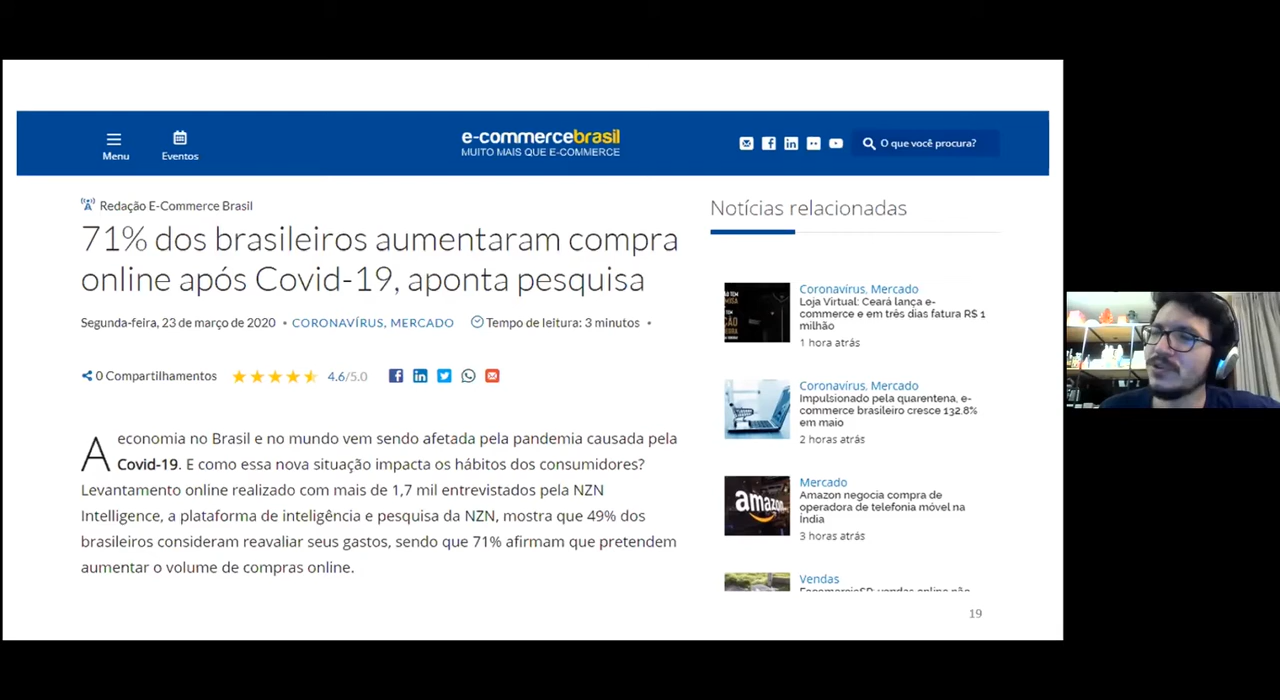 Menu
Eventos
e-commercebrasil
MUITO MAIS QUE E-COMMERCE
O que você procura?
Redação E-Commerce Brasil
71% dos brasileiros aumentaram compra
online após Covid-19, aponta pesquisa
Segunda-feira, 23 de março de 2020 • CORONAVÍRUS, MERCADO Tempo de leitura: 3 minutos •
0 Compartilhamentos 4.6/5.0
A economia no Brasil e no mundo vem sendo afetada pela pandemia causada pela
Covid-19. E como essa nova situação impacta os hábitos dos consumidores?
Levantamento online realizado com mais de 1,7 mil entrevistados pela NZN
Intelligence, a plataforma de inteligência e pesquisa da NZN, mostra que 49% dos
brasileiros consideram reavaliar seus gastos, sendo que 71% afirmam que pretendem
aumentar o volume de compras online.
Notícias relacionadas
Coronavírus, Mercado
Loja Virtual: Ceará lança e-
commerce e em três dias fatura R$ 1
milhão
1 hora atrás
Coronavírus, Mercado
Impulsionado pela quarentena, e-
commerce brasileiro cresce 132,8%
em maio
2 horas atrás
amazon
Mercado
Amazon negocia compra de
operadora de telefonia móvel na
Índia
3 horas atrás
Vendas
19